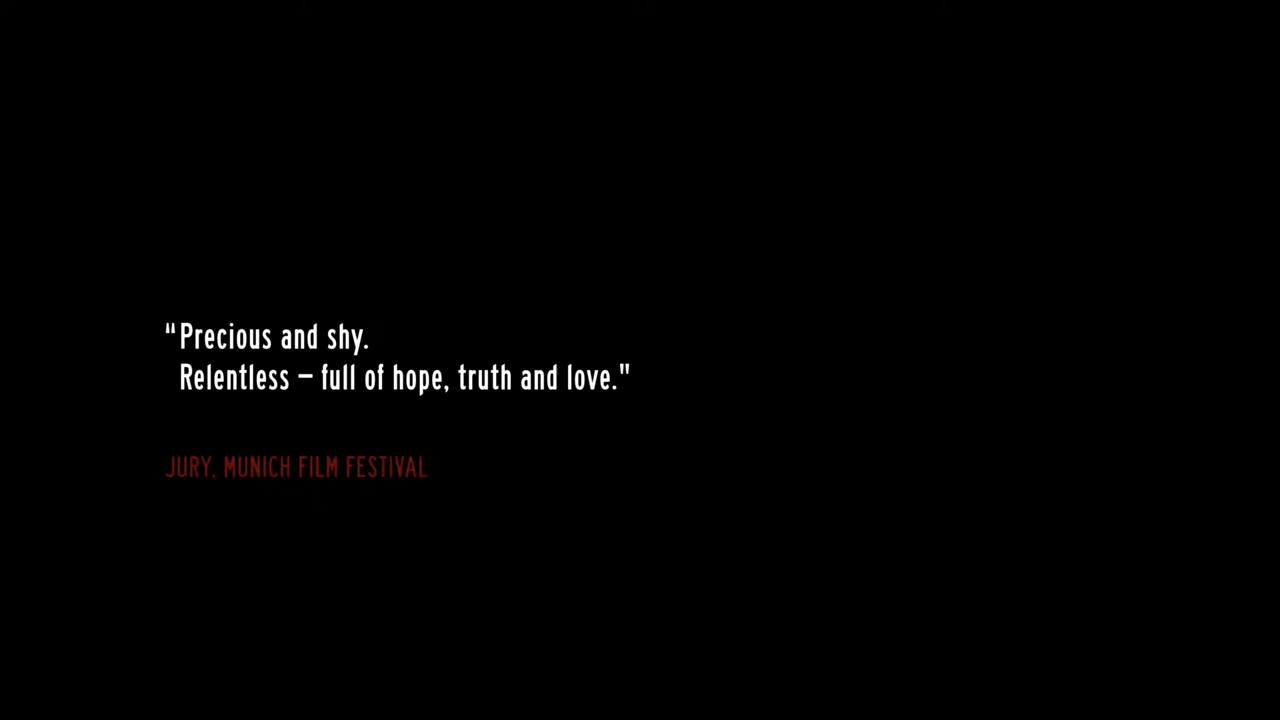 “Precious and shy.
Relentless – full of hope, truth and love."
JURY, MUNICH FILM FESTIVAL